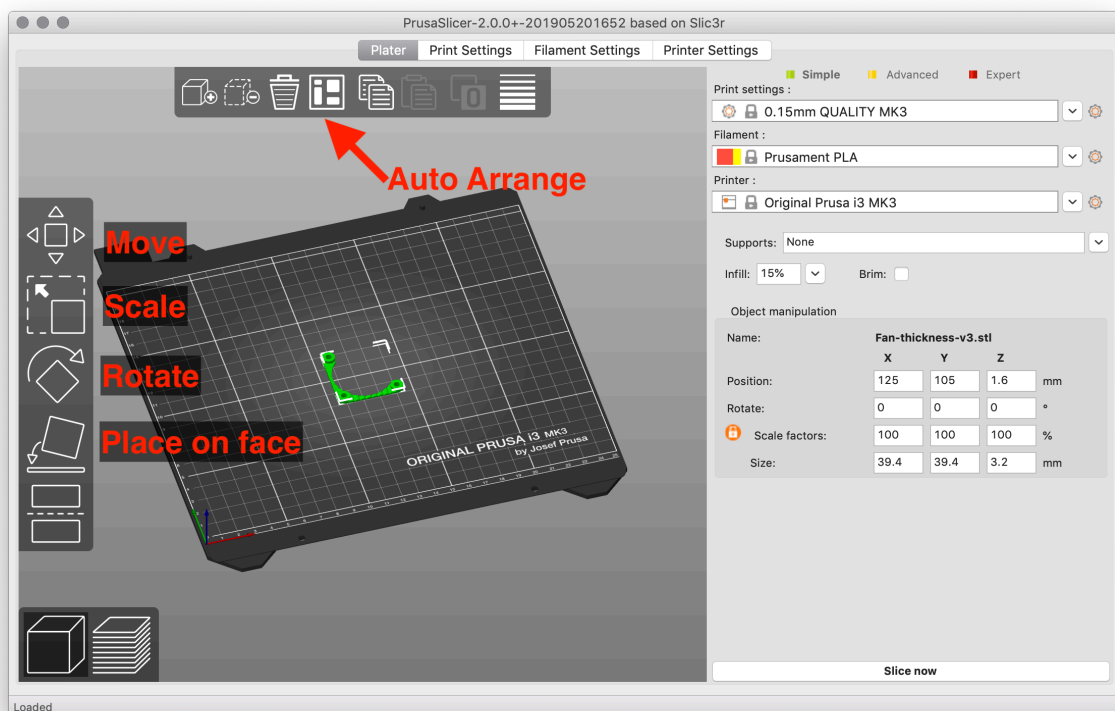 PrusaSlicer-2.0.0+-201905201652 based on Slic3r
Plater Print Settings Filament Settings Printer Settings
Simple Advanced Expert
Print settings :
0.15mm QUALITY MK3
Filament :
Prusament PLA
Printer :
Original Prusa i3 MK3
Supports: None
Infill: 15% Brim:
Object manipulation
Name: Fan-thickness-v3.stl
X Y Z
Position: 125 105 1.6 mm
Rotate: 0 0 0 °
Scale factors: 100 100 100 %
Size: 39.4 39.4 3.2 mm
Slice now
0
Auto Arrange
Move
Scale
Rotate
Place on face
ORIGINAL PRUSA i3 MK3
by Josef Prusa
Loaded